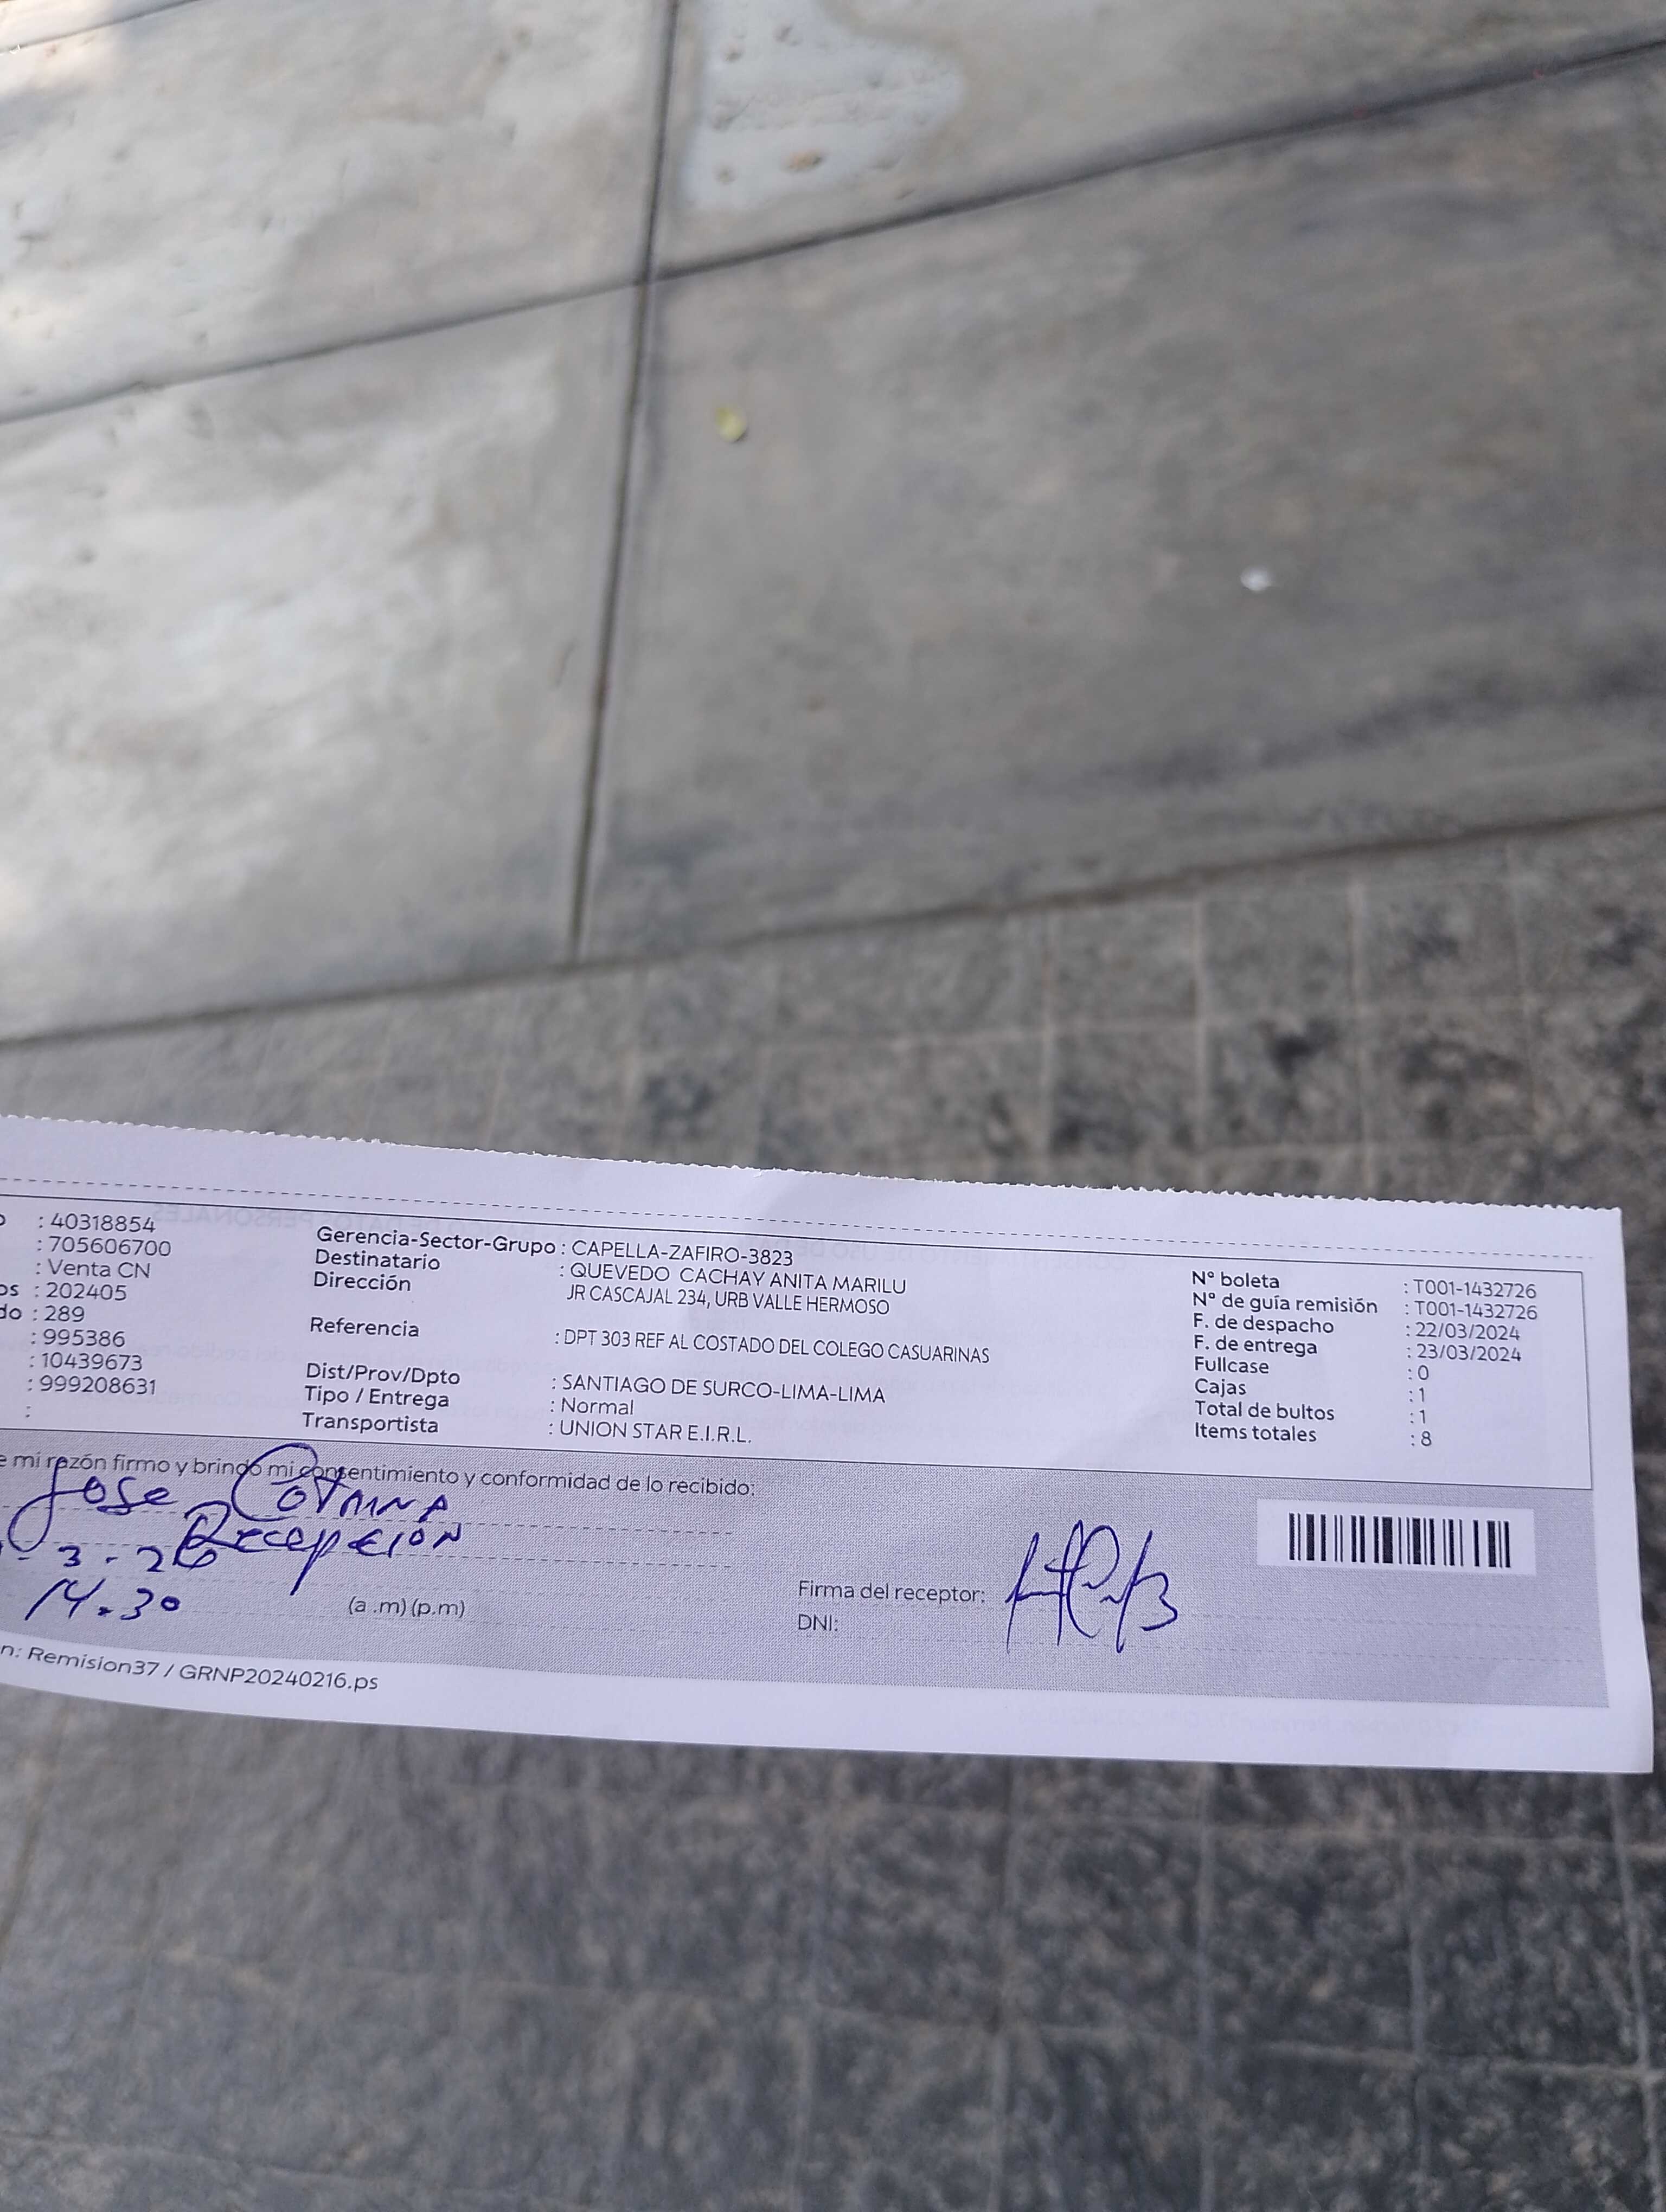 : 40318854
: 705606700
: Venta CN
os : 202405
do : 289
: 995386
: 10439673
: 999208631
:
Gerencia-Sector-Grupo : CAPELLA-ZAFIRO-3823
Destinatario : QUEVEDO CACHAY ANITA MARILU
Dirección JR CASCAJAL 234, URB VALLE HERMOSO
Referencia : DPT 303 REF AL COSTADO DEL COLEGO CASUARINAS
Dist/Prov/Dpto : SANTIAGO DE SURCO-LIMA-LIMA
Tipo / Entrega : Normal
Transportista : UNION STAR E.I.R.L.
N° boleta : T001-1432726
N° de guía remisión : T001-1432726
F. de despacho : 22/03/2024
F. de entrega : 23/03/2024
Fullcase : 0
Cajas : 1
Total de bultos : 1
Items totales : 8
e mi razón firmo y brindo mi consentimiento y conformidad de lo recibido:
Jose
Recepcion
- 3 - 26
14.30 (a .m) (p.m)
Firma del receptor:
DNI:
n: Remision37 / GRNP20240216.ps